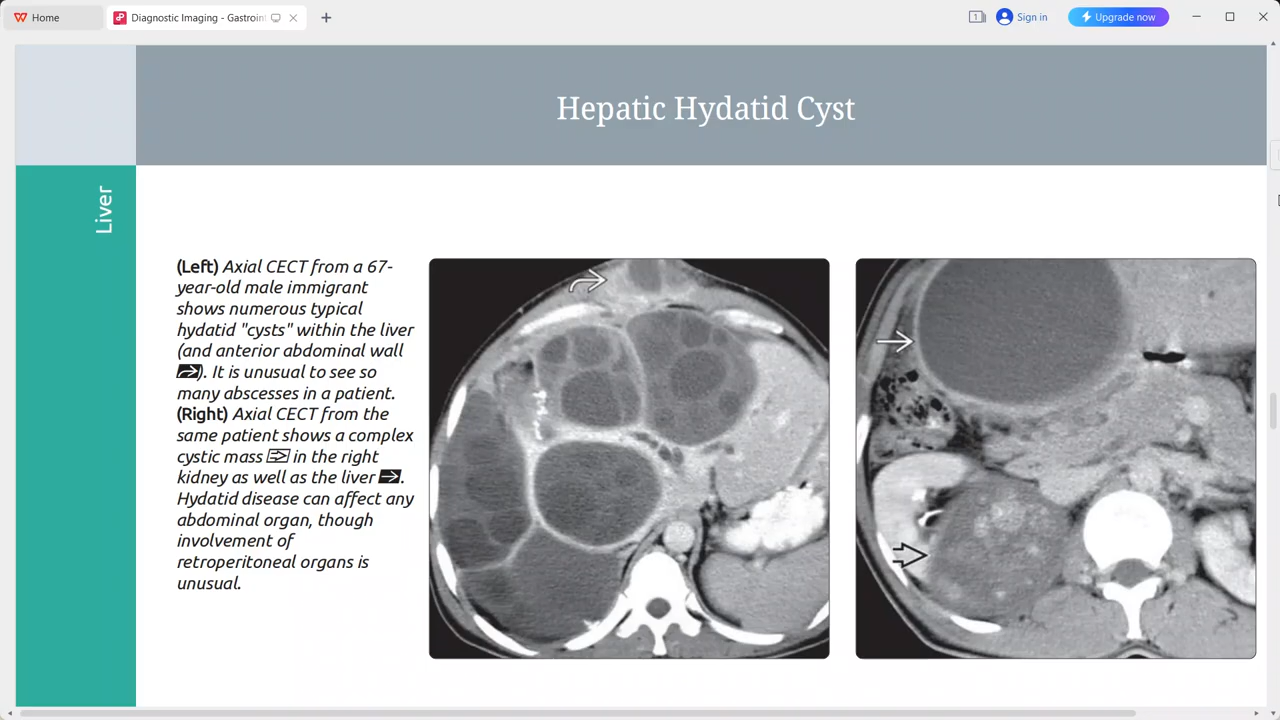 Home
Diagnostic Imaging - Gastroin
1
Sign in
Upgrade now
Hepatic Hydatid Cyst
Liver
(Left) Axial CECT from a 67-
year-old male immigrant
shows numerous typical
hydatid "cysts" within the liver
(and anterior abdominal wall
). It is unusual to see so
many abscesses in a patient.
(Right) Axial CECT from the
same patient shows a complex
cystic mass in the right
kidney as well as the liver .
Hydatid disease can affect any
abdominal organ, though
involvement of
retroperitoneal organs is
unusual.